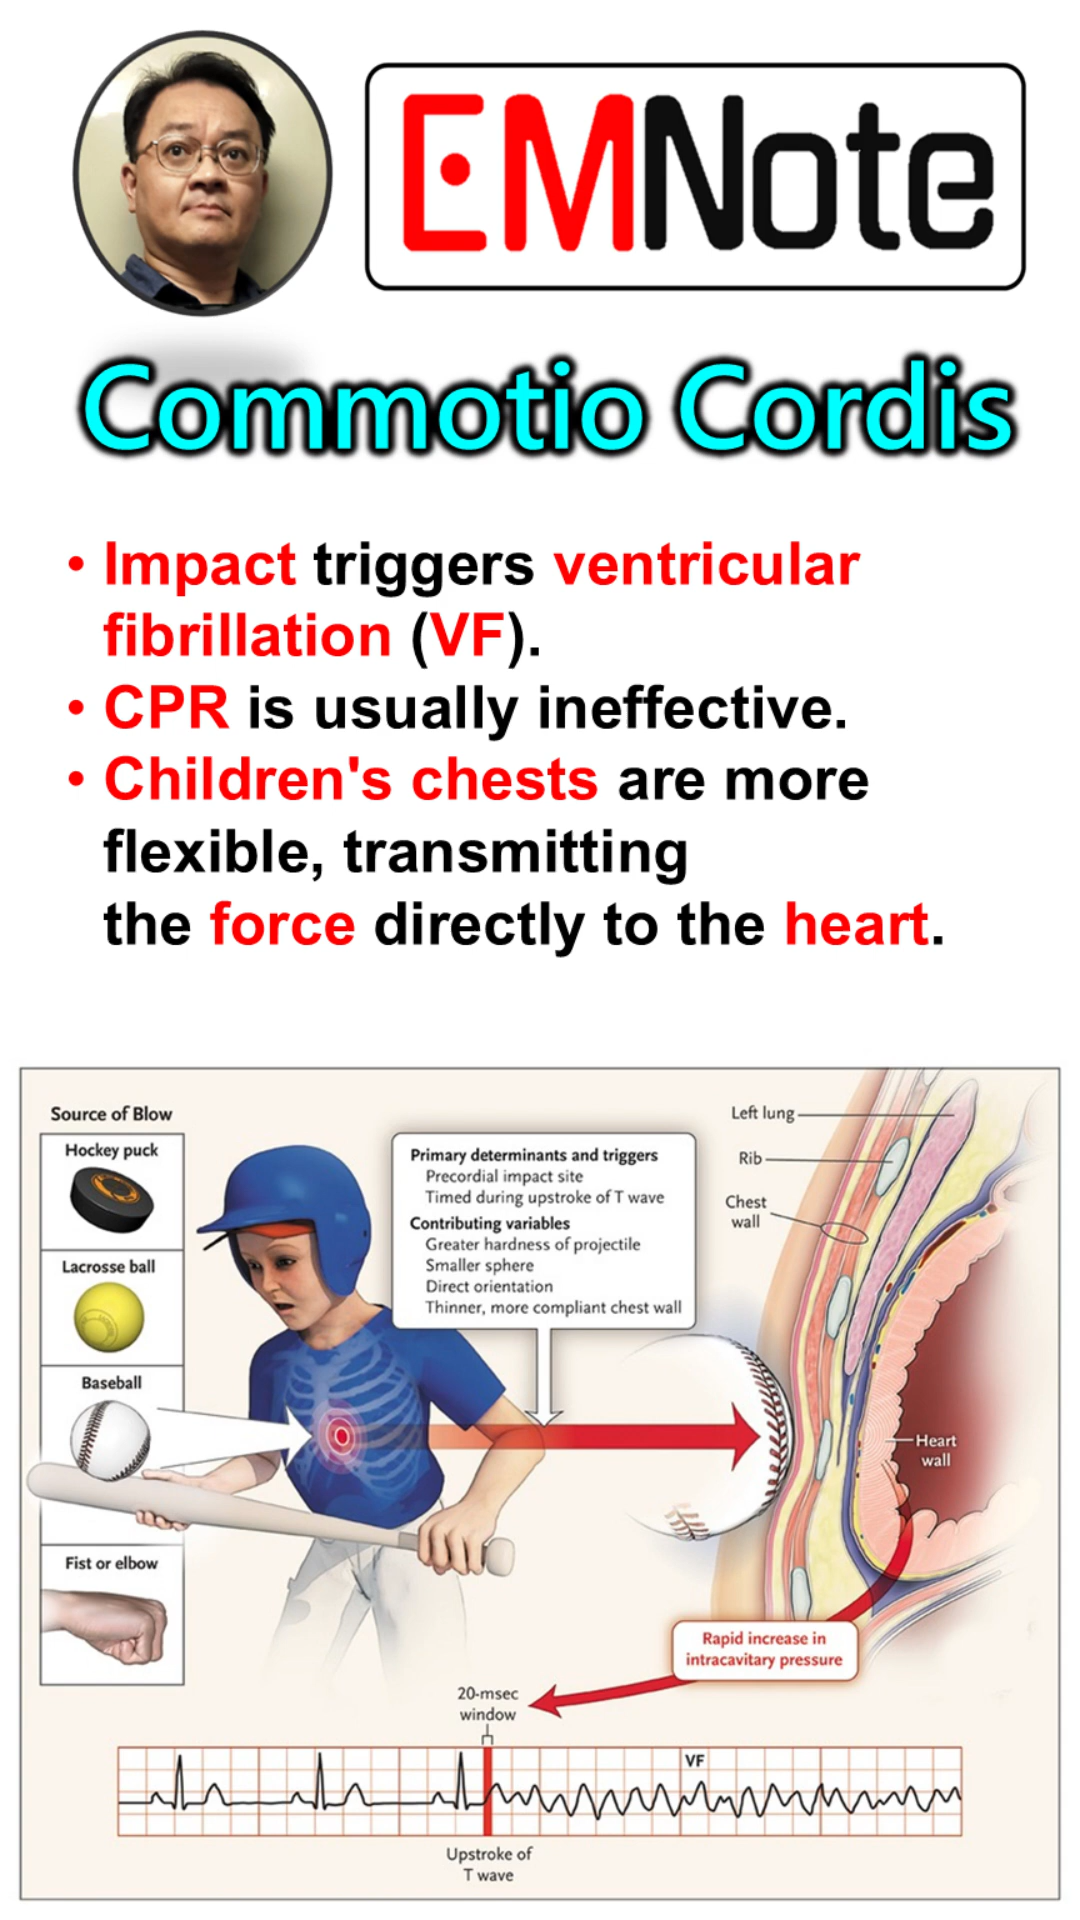 EMNote
Commotio Cordis
• Impact triggers ventricular
fibrillation (VF).
• CPR is usually ineffective.
• Children's chests are more
flexible, transmitting
the force directly to the heart.
Source of Blow
Hockey puck
Lacrosse ball
Baseball
Fist or elbow
Primary determinants and triggers
Precordial impact site
Timed during upstroke of T wave
Contributing variables
Greater hardness of projectile
Smaller sphere
Direct orientation
Thinner, more compliant chest wall
Left lung
Rib
Chest
wall
Heart
wall
Rapid increase in
intracavitary pressure
20-msec
window
VF
Upstroke of
T wave